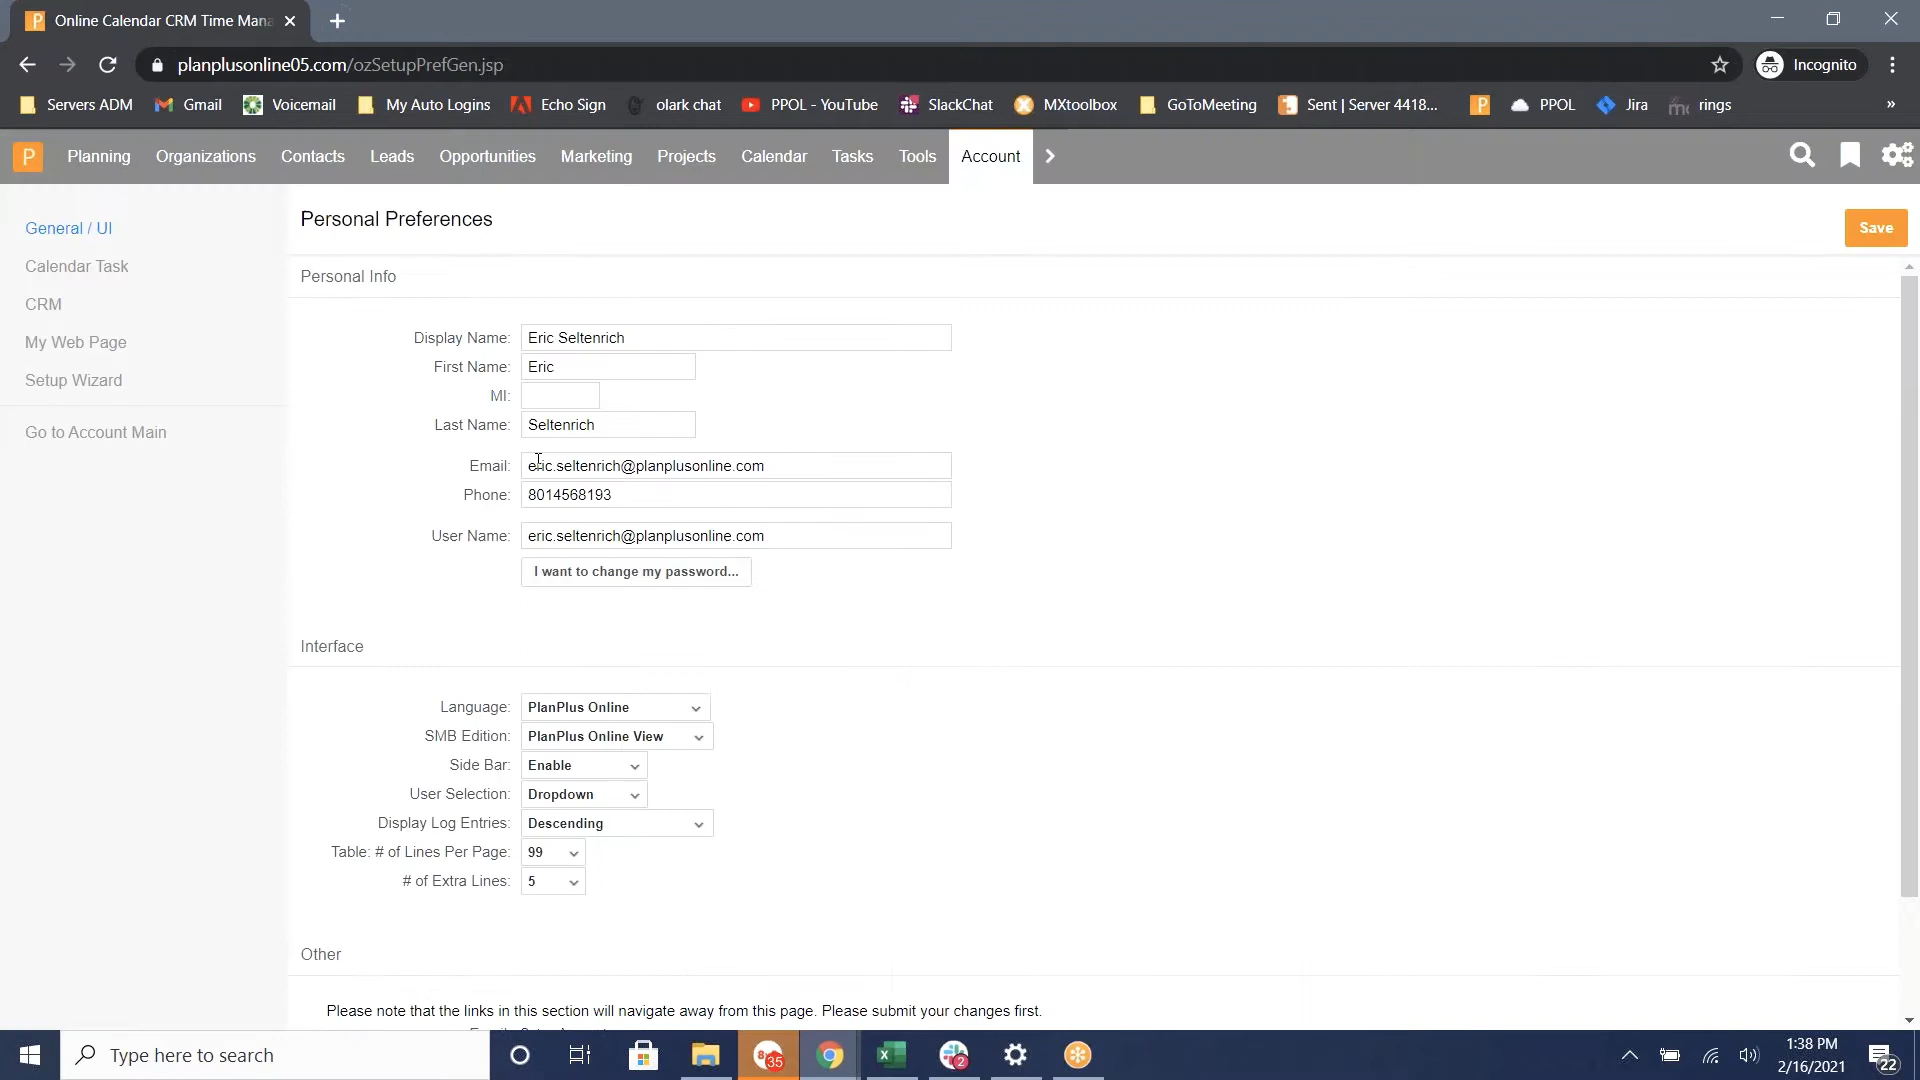 Online Calendar CRM Time Mana
planplusonline05.com/ozSetupPrefGen.jsp
Incognito
Servers ADM
Gmail
Voicemail
My Auto Logins
Echo Sign
olark chat
PPOL - YouTube
SlackChat
MXtoolbox
GoToMeeting
Sent | Server 4418...
PPOL
Jira
rings
»
P
Planning
Organizations
Contacts
Leads
Opportunities
Marketing
Projects
Calendar
Tasks
Tools
Account
General / UI
Calendar Task
CRM
My Web Page
Setup Wizard
Go to Account Main
Personal Preferences
Save
Personal Info
Display Name: Eric Seltenrich
First Name: Eric
MI:
Last Name: Seltenrich
Email: eric.seltenrich@planplusonline.com
Phone: 8014568193
User Name: eric.seltenrich@planplusonline.com
I want to change my password...
Interface
Language: PlanPlus Online
SMB Edition: PlanPlus Online View
Side Bar: Enable
User Selection: Dropdown
Display Log Entries: Descending
Table: # of Lines Per Page: 99
# of Extra Lines: 5
Other
Please note that the links in this section will navigate away from this page. Please submit your changes first.
Type here to search
35
2
1:38 PM
2/16/2021
22